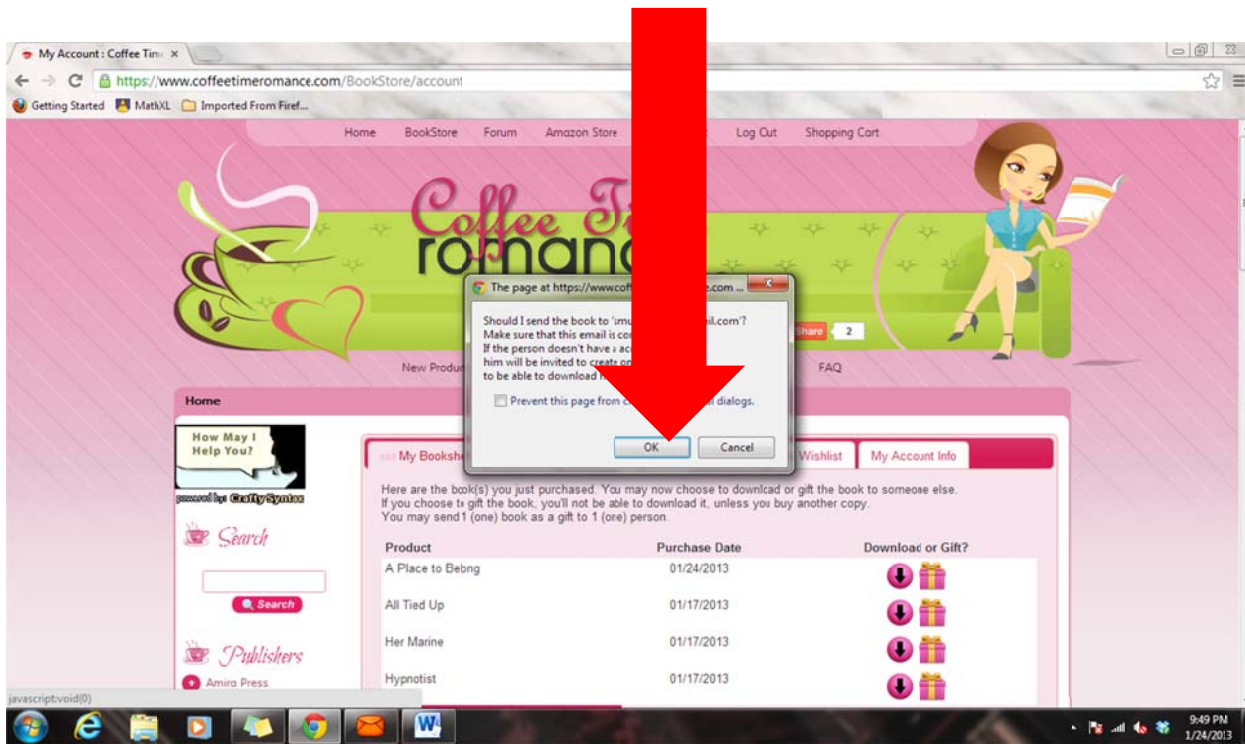 My Account : Coffee Time
https://www.coffeetimeromance.com/BookStore/account
Getting Started MathXL Imported From Firef...
Home BookStore Forum Amazon Store Log Out Shopping Cart
Coffee
Share 2
New FAQ
The page at https://www.cof e.com ...
Should I send the book to il.com'?
Make sure that this email is
If the person doesn't have
him will be invited to create
to be able to download
Prevent this page from dialogs.
OK Cancel
Home
How May I
Help You?
powered by: Crafty Syntax
My Wishlist My Account Info
Here are the book(s) you just purchased. You may now choose to download or gift the book to someone else.
If you choose to gift the book, you'll not be able to download it, unless you buy another copy.
You may send 1 (one) book as a gift to 1 (one) person.
Search
Search
Product Purchase Date Download or Gift?
A Place to Belong 01/24/2013
All Tied Up 01/17/2013
Her Marine 01/17/2013
Hypnotist 01/17/2013
Publishers
Amira Press
javascript:void(0)
9:49 PM
1/24/2013